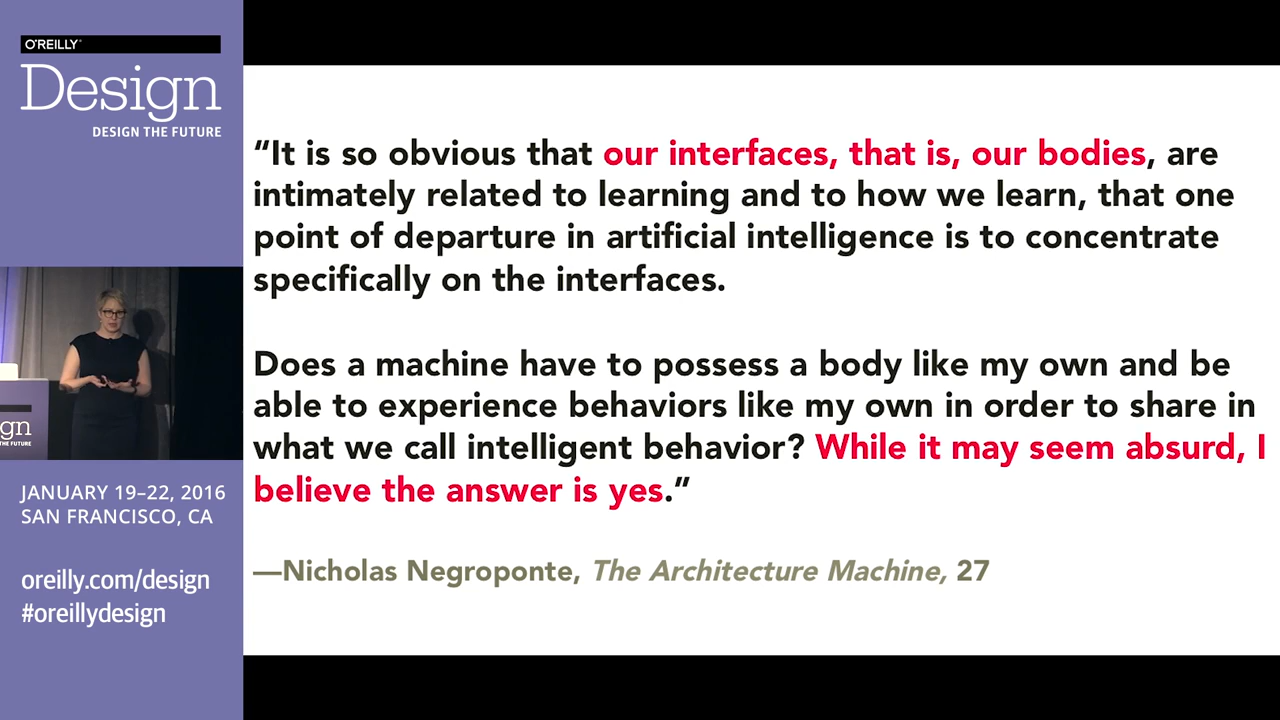 O'REILLY®
Design
DESIGN THE FUTURE
“It is so obvious that our interfaces, that is, our bodies, are
intimately related to learning and to how we learn, that one
point of departure in artificial intelligence is to concentrate
specifically on the interfaces.
Does a machine have to possess a body like my own and be
able to experience behaviors like my own in order to share in
what we call intelligent behavior? While it may seem absurd, I
believe the answer is yes.”
—Nicholas Negroponte, The Architecture Machine, 27
gn
THE FUTURE
JANUARY 19–22, 2016
SAN FRANCISCO, CA
oreilly.com/design
#oreillydesign